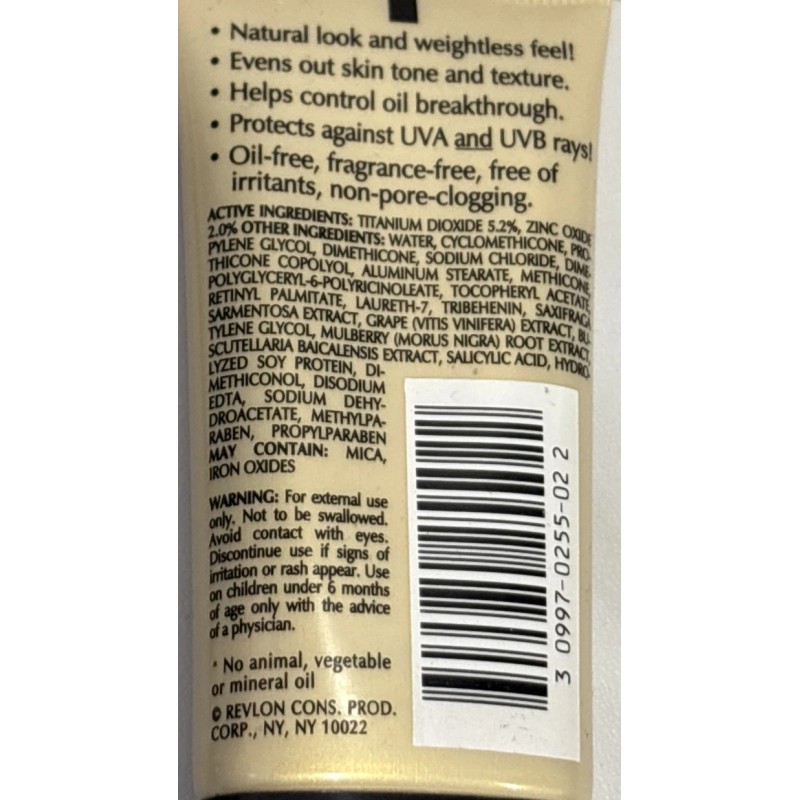 • Natural look and weightless feel!
• Evens out skin tone and texture.
• Helps control oil breakthrough.
• Protects against UVA and UVB rays!
• Oil-free, fragrance-free, free of
irritants, non-pore-clogging.
ACTIVE INGREDIENTS: TITANIUM DIOXIDE 5.2%, ZINC OXIDE
2.0% OTHER INGREDIENTS: WATER, CYCLOMETHICONE, PRO-
PYLENE GLYCOL, DIMETHICONE, SODIUM CHLORIDE, DIME-
THICONE COPOLYOL, ALUMINUM STEARATE, METHICONE,
POLYGLYCERYL-6-POLYRICINOLEATE, TOCOPHERYL ACETATE,
RETINYL PALMITATE, LAURETH-7, TRIBEHENIN, SAXIFRAGA
SARMENTOSA EXTRACT, GRAPE (VITIS VINIFERA) EXTRACT, BU-
TYLENE GLYCOL, MULBERRY (MORUS NIGRA) ROOT EXTRACT,
SCUTELLARIA BAICALENSIS EXTRACT, SALICYLIC ACID, HYDRO-
LYZED SOY PROTEIN, DI-
METHICONOL, DISODIUM
EDTA, SODIUM DEHY-
DROACETATE, METHYLPA-
RABEN, PROPYLPARABEN
MAY CONTAIN: MICA,
IRON OXIDES
WARNING: For external use
only. Not to be swallowed.
Avoid contact with eyes.
Discontinue use if signs of
irritation or rash appear. Use
on children under 6 months
of age only with the advice
of a physician.
* No animal, vegetable
or mineral oil
© REVLON CONS. PROD.
CORP., NY, NY 10022
3 0997-0255-02 2